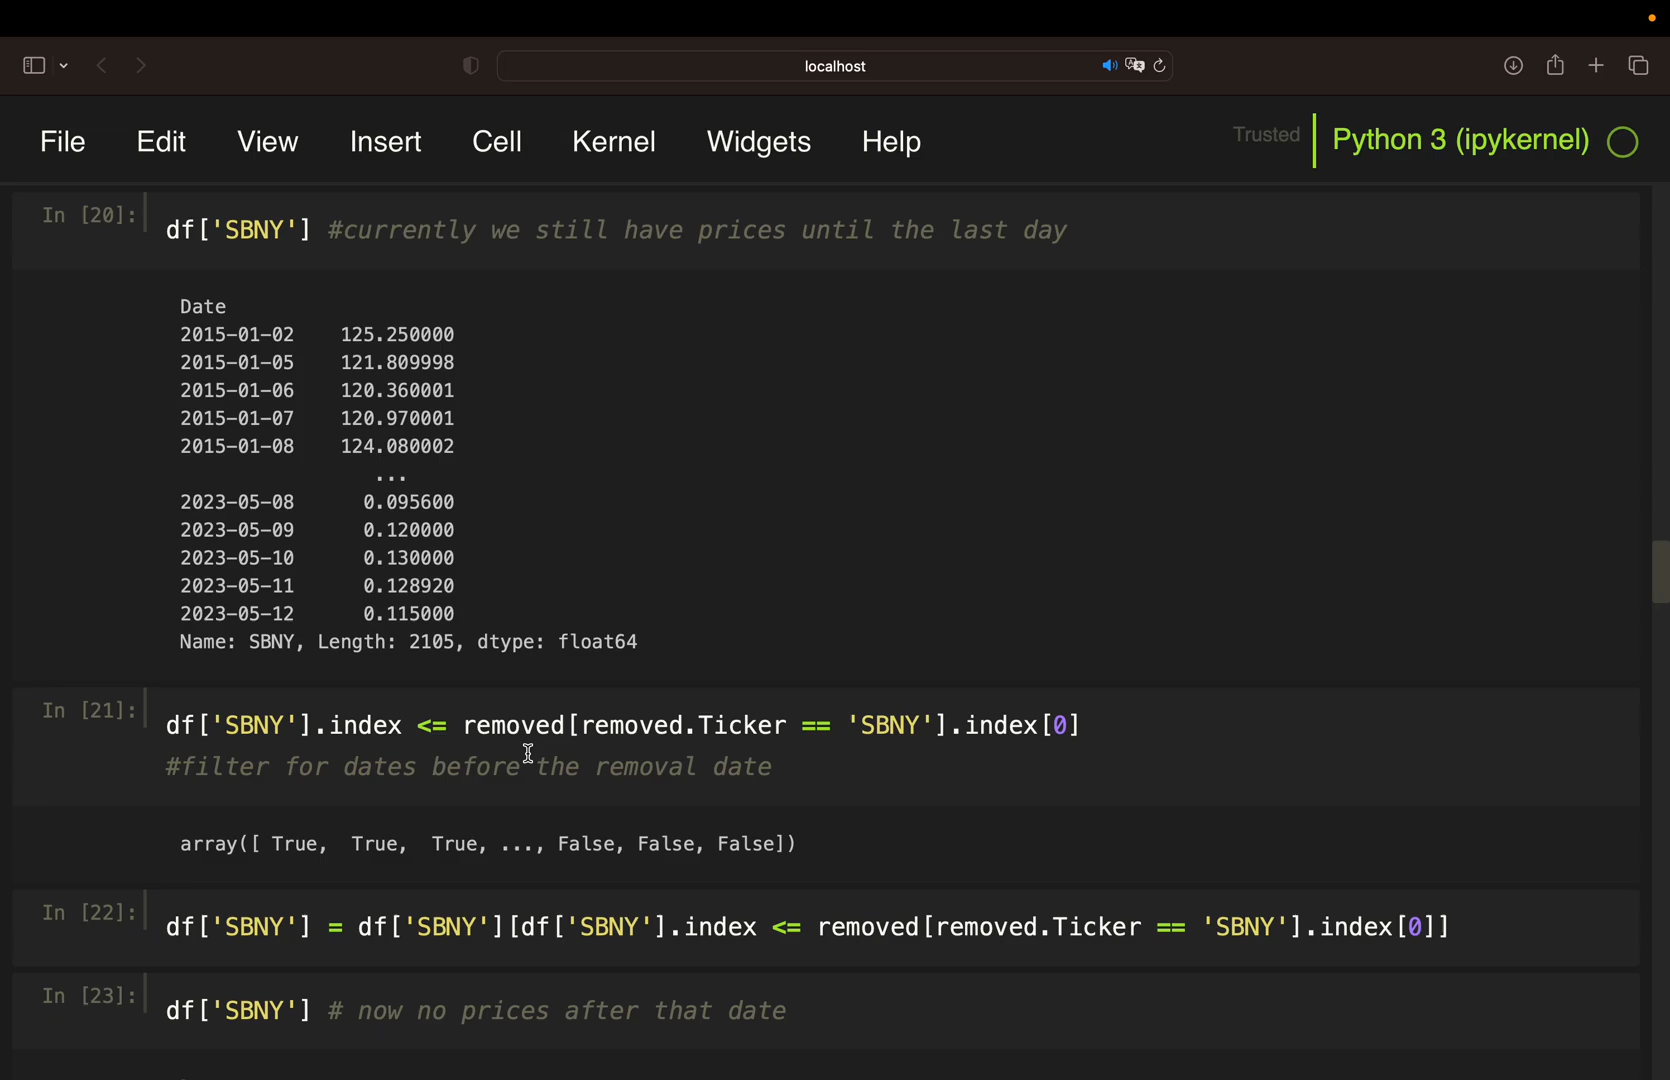 localhost
File Edit View Insert Cell Kernel Widgets Help Trusted Python 3 (ipykernel)
In [20]: df['SBNY'] #currently we still have prices until the last day
Date
2015-01-02 125.250000
2015-01-05 121.809998
2015-01-06 120.360001
2015-01-07 120.970001
2015-01-08 124.080002
...
2023-05-08 0.095600
2023-05-09 0.120000
2023-05-10 0.130000
2023-05-11 0.128920
2023-05-12 0.115000
Name: SBNY, Length: 2105, dtype: float64
In [21]: df['SBNY'].index <= removed[removed.Ticker == 'SBNY'].index[0]
#filter for dates before the removal date
array([ True, True, True, ..., False, False, False])
In [22]: df['SBNY'] = df['SBNY'][df['SBNY'].index <= removed[removed.Ticker == 'SBNY'].index[0]]
In [23]: df['SBNY'] # now no prices after that date